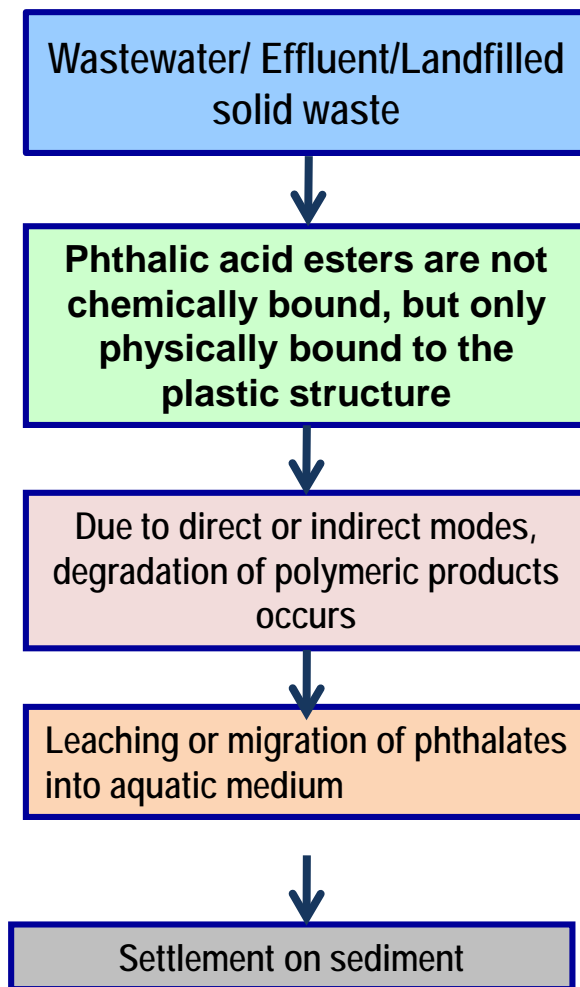 Wastewater/ Effluent/Landfilled
solid waste
Phthalic acid esters are not
chemically bound, but only
physically bound to the
plastic structure
Due to direct or indirect modes,
degradation of polymeric products
occurs
Leaching or migration of phthalates
into aquatic medium
Settlement on sediment